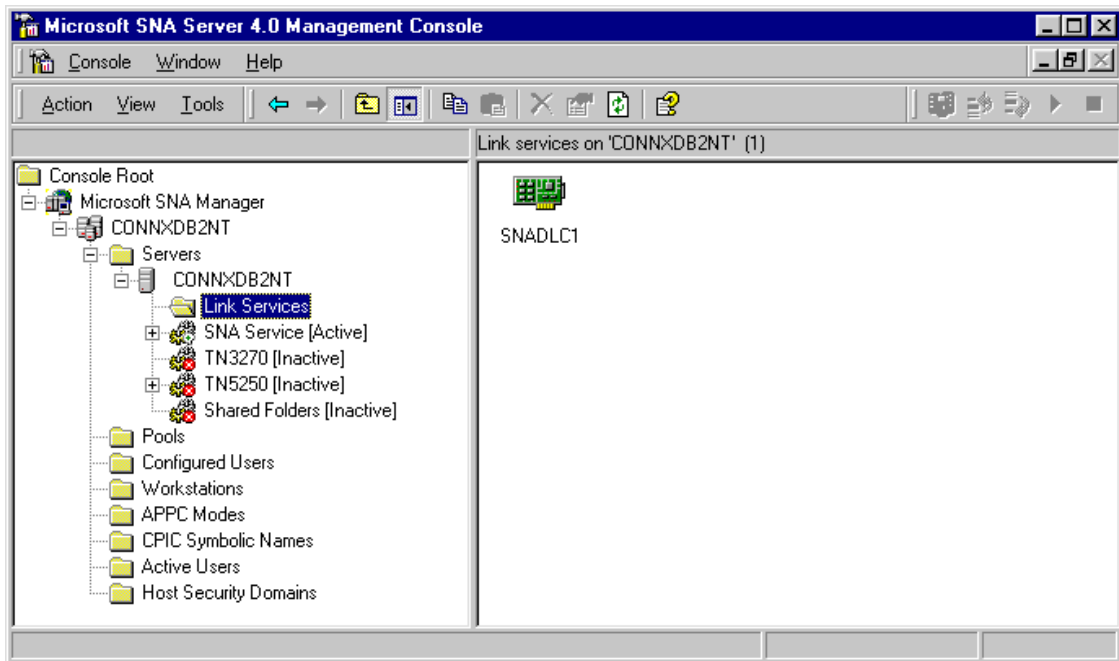 Microsoft SNA Server 4.0 Management Console
Console Window Help
Action View Tools
Link services on 'CONNXDB2NT' (1)
Console Root
Microsoft SNA Manager
CONNXDB2NT
Servers
CONNXDB2NT
Link Services
SNA Service [Active]
TN3270 [Inactive]
TN5250 [Inactive]
Shared Folders [Inactive]
Pools
Configured Users
Workstations
APPC Modes
CPIC Symbolic Names
Active Users
Host Security Domains
SNADLC1